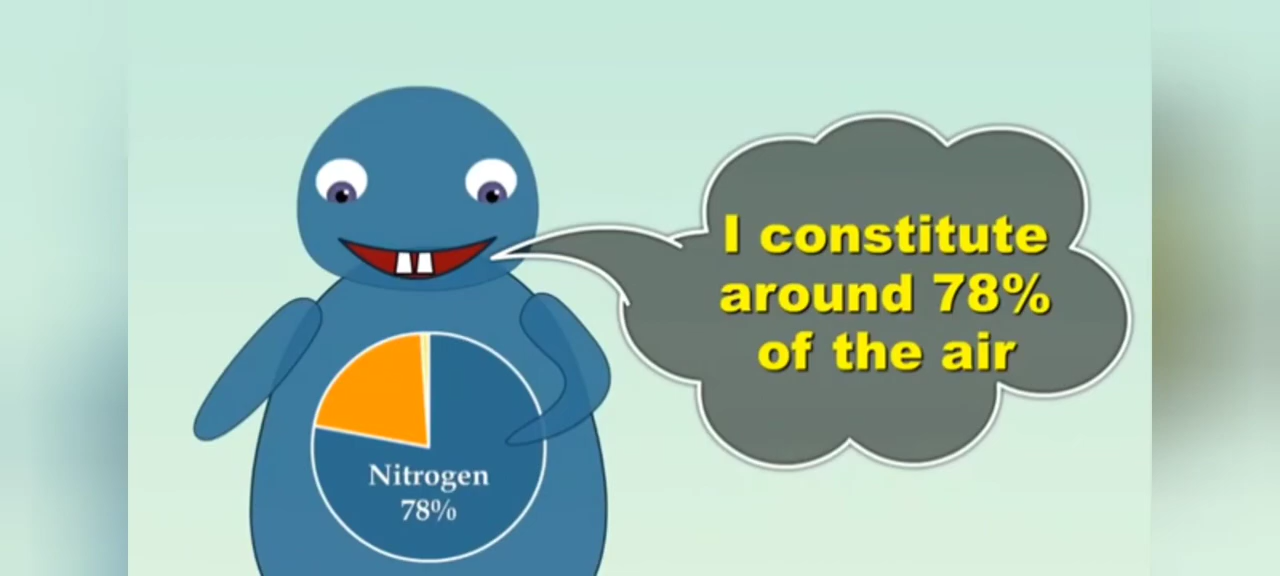 I constitute
around 78%
of the air
Nitrogen
78%